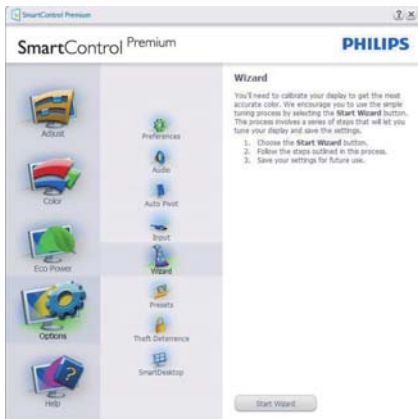 SmartControl Premium
SmartControl Premium
PHILIPS
Adjust
Color
Eco Power
Options
Help
Preferences
Audio
Auto Pivot
Input
Wizard
Presets
Theft Deterrence
SmartDesktop
Wizard
You'll need to calibrate your display to get the most
accurate color. We encourage you to use the simple
tuning process by selecting the Start Wizard button.
The process involves a series of steps that will let you
tune your display and save the settings.
1. Choose the Start Wizard button.
2. Follow the steps outlined in this process.
3. Save your settings for future use.
Start Wizard